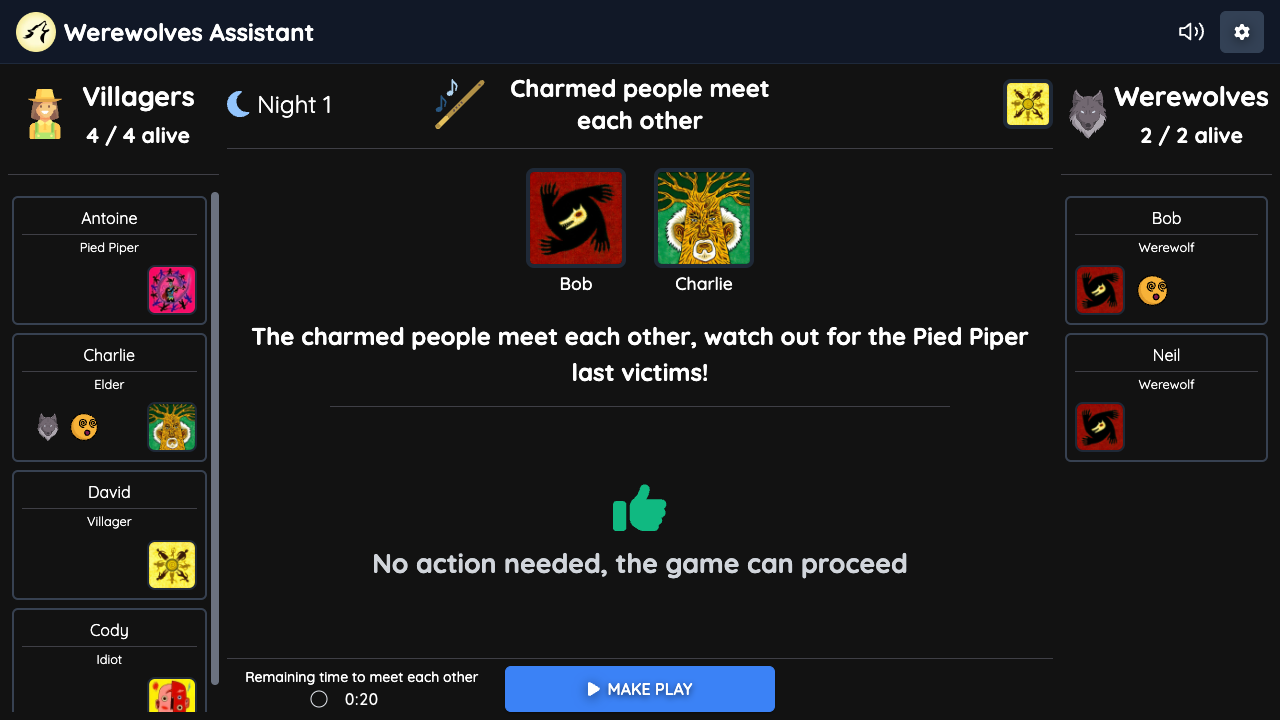 Werewolves Assistant
Villagers
4 / 4 alive
Night 1
Charmed people meet
each other
Werewolves
2 / 2 alive
Antoine
Pied Piper
Charlie
Elder
David
Villager
Cody
Idiot
Bob
Charlie
The charmed people meet each other, watch out for the Pied Piper
last victims!
No action needed, the game can proceed
Remaining time to meet each other
0:20
MAKE PLAY
Bob
Werewolf
Neil
Werewolf